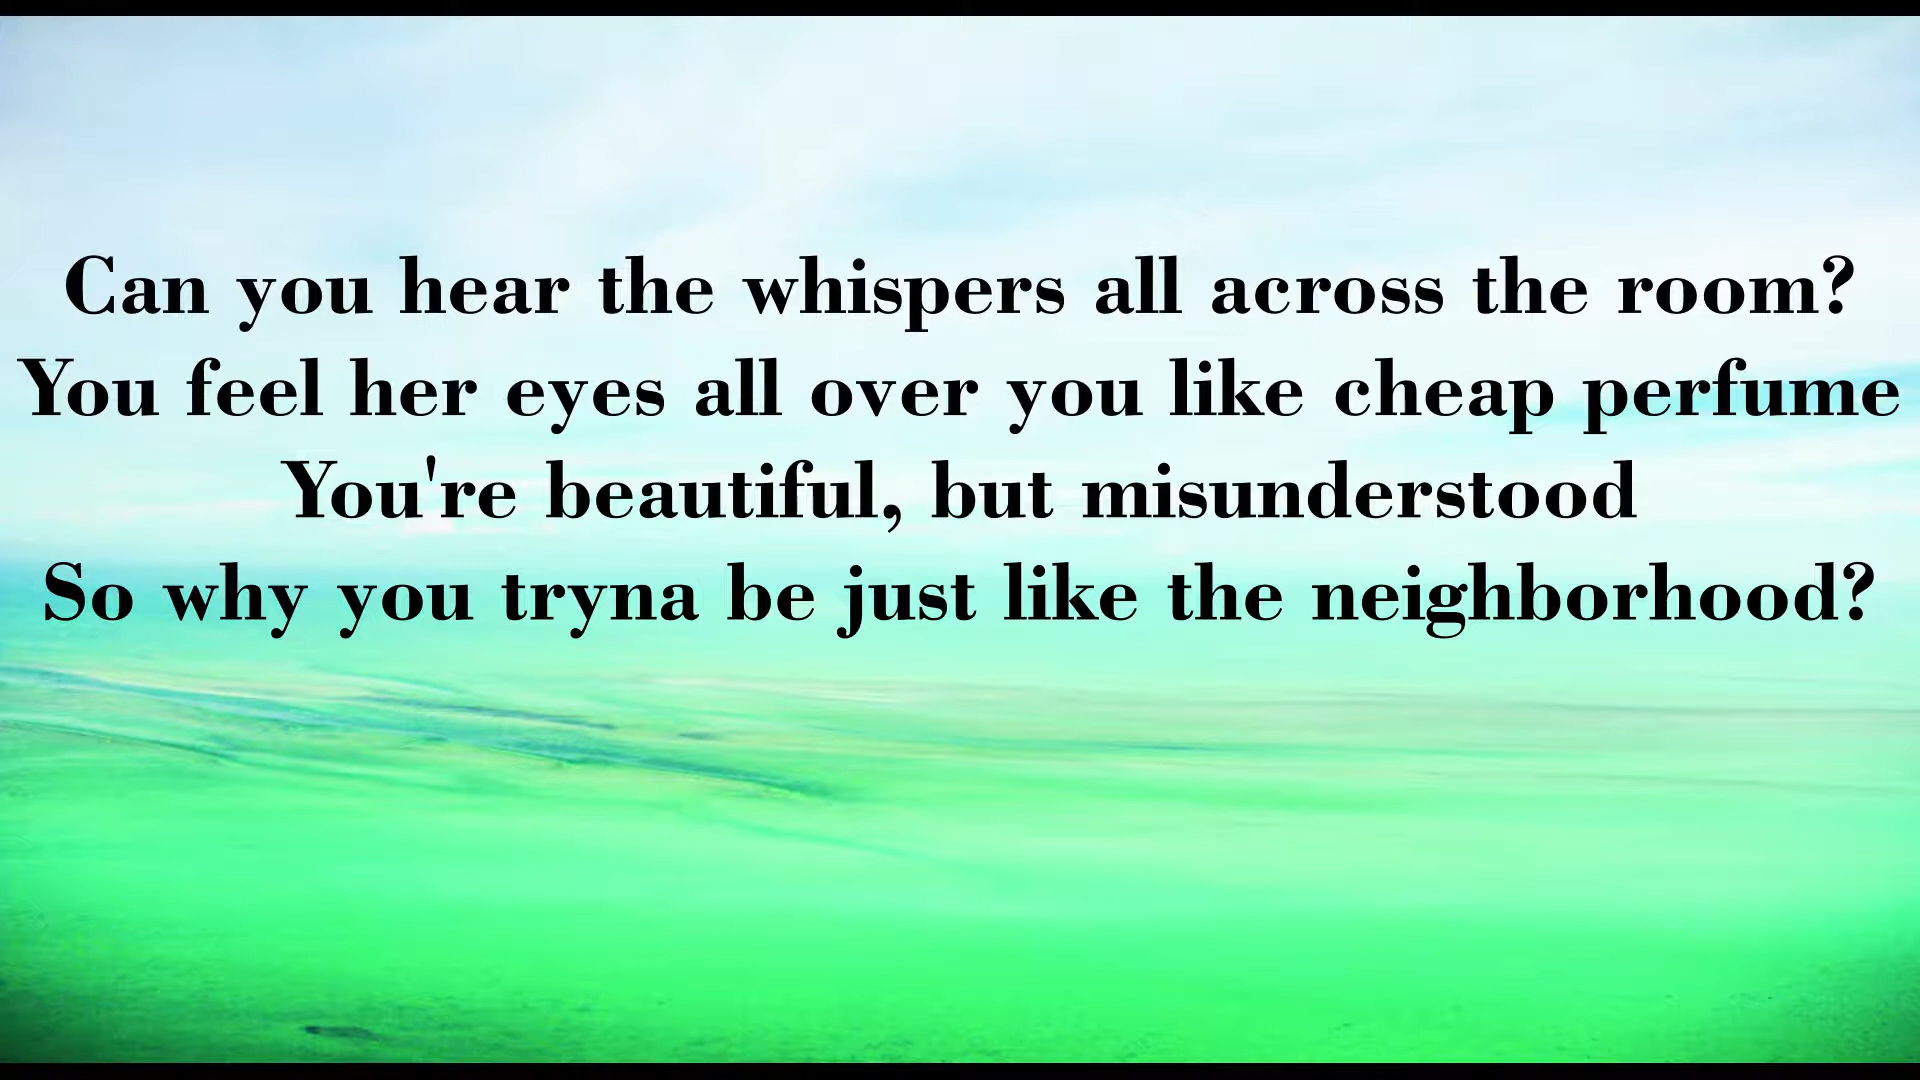 Can you hear the whispers all across the room?
You feel her eyes all over you like cheap perfume
You're beautiful, but misunderstood
So why you tryna be just like the neighborhood?